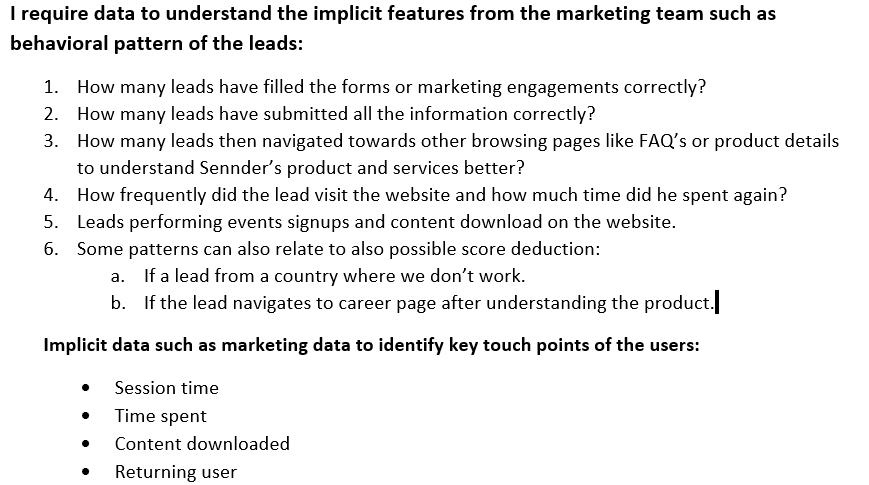 I require data to understand the implicit features from the marketing team such as
behavioral pattern of the leads:
1. How many leads have filled the forms or marketing engagements correctly?
2. How many leads have submitted all the information correctly?
3. How many leads then navigated towards other browsing pages like FAQ's or product details
to understand Sennder's product and services better?
4. How frequently did the lead visit the website and how much time did he spent again?
5. Leads performing events signups and content download on the website.
6. Some patterns can also relate to also possible score deduction:
a. If a lead from a country where we don't work.
b. If the lead navigates to career page after understanding the product.
Implicit data such as marketing data to identify key touch points of the users:
• Session time
• Time spent
• Content downloaded
• Returning user